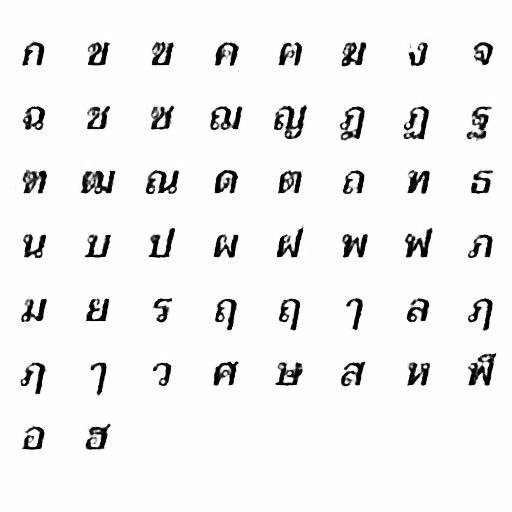 ก ข ฃ ค ฅ ฆ ง จ
ฉ ช ซ ฌ ญ ฎ ฏ ฐ
ฑ ฒ ณ ด ต ถ ท ธ
น บ ป ผ ฝ พ ฟ ภ
ม ย ร ฤ ฤ ๅ ล ฦ
ฦ ๅ ว ศ ษ ส ห ฬ
อ ฮ